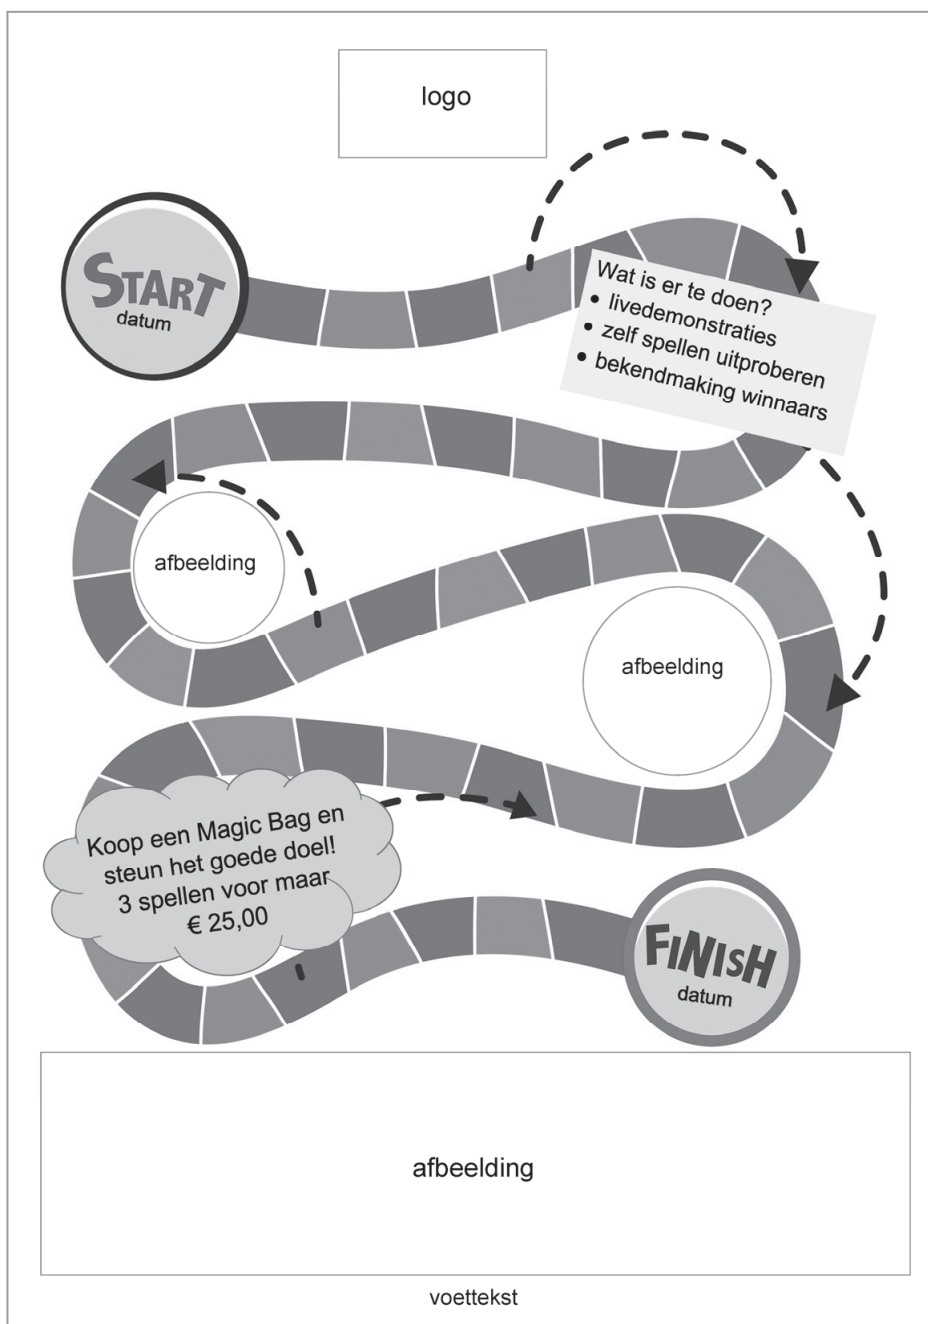 logo
START
datum
Wat is er te doen?
• livedemonstraties
• zelf spellen uitproberen
• bekendmaking winnaars
afbeelding
afbeelding
Koop een Magic Bag en
steun het goede doel!
3 spellen voor maar
€ 25,00
FINISH
datum
afbeelding
voettekst